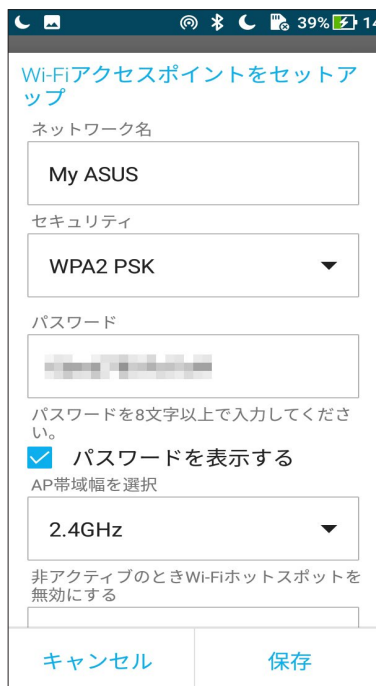 39% 14
Wi-Fiアクセスポイントをセットア
ップ
ネットワーク名
My ASUS
セキュリティ
WPA2 PSK
パスワード
パスワードを8文字以上で入力してくださ
い。
パスワードを表示する
AP帯域幅を選択
2.4GHz
非アクティブのときWi-Fiホットスポットを
無効にする
キャンセル 保存